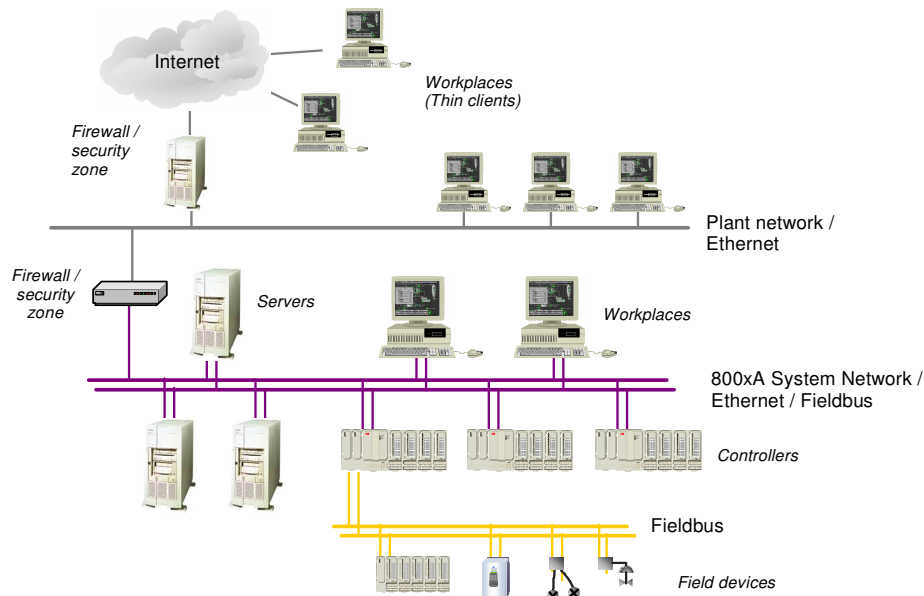 Internet
Workplaces
(Thin clients)
Firewall /
security
zone
Plant network /
Ethernet
Firewall /
security
zone
Servers
Workplaces
800xA System Network /
Ethernet / Fieldbus
Controllers
Fieldbus
Field devices